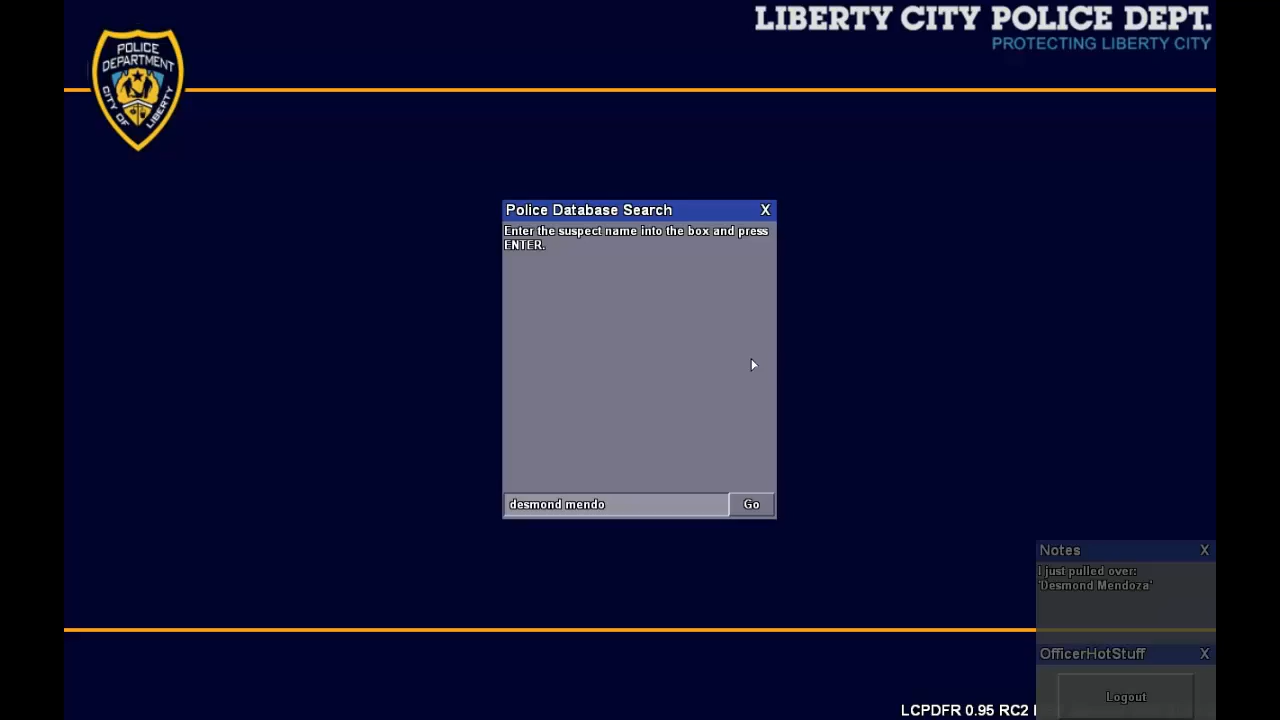 LIBERTY CITY POLICE DEPT.
PROTECTING LIBERTY CITY
POLICE
DEPARTMENT
CITY OF
LIBERTY
Police Database Search X
Enter the suspect name into the box and press
ENTER.
desmond mendo Go
Notes X
I just pulled over:
'Desmond Mendoza'
OfficerHotStuff X
Logout
LCPDFR 0.95 RC2